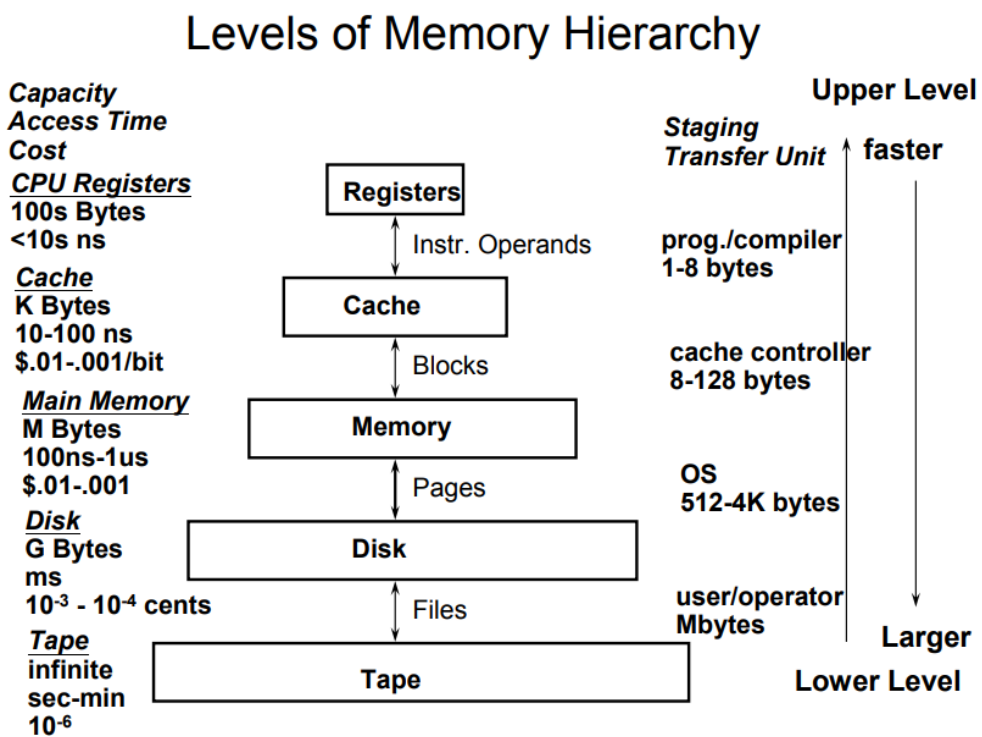 Levels of Memory Hierarchy
Capacity
Access Time
Cost
CPU Registers
100s Bytes
<10s ns
Cache
K Bytes
10-100 ns
$.01-.001/bit
Main Memory
M Bytes
100ns-1us
$.01-.001
Disk
G Bytes
ms
10⁻³ - 10⁻⁴ cents
Tape
infinite
sec-min
10⁻⁶
Registers
Instr. Operands
Cache
Blocks
Memory
Pages
Disk
Files
Tape
Staging
Transfer Unit
prog./compiler
1-8 bytes
cache controller
8-128 bytes
OS
512-4K bytes
user/operator
Mbytes
Upper Level
faster
Larger
Lower Level